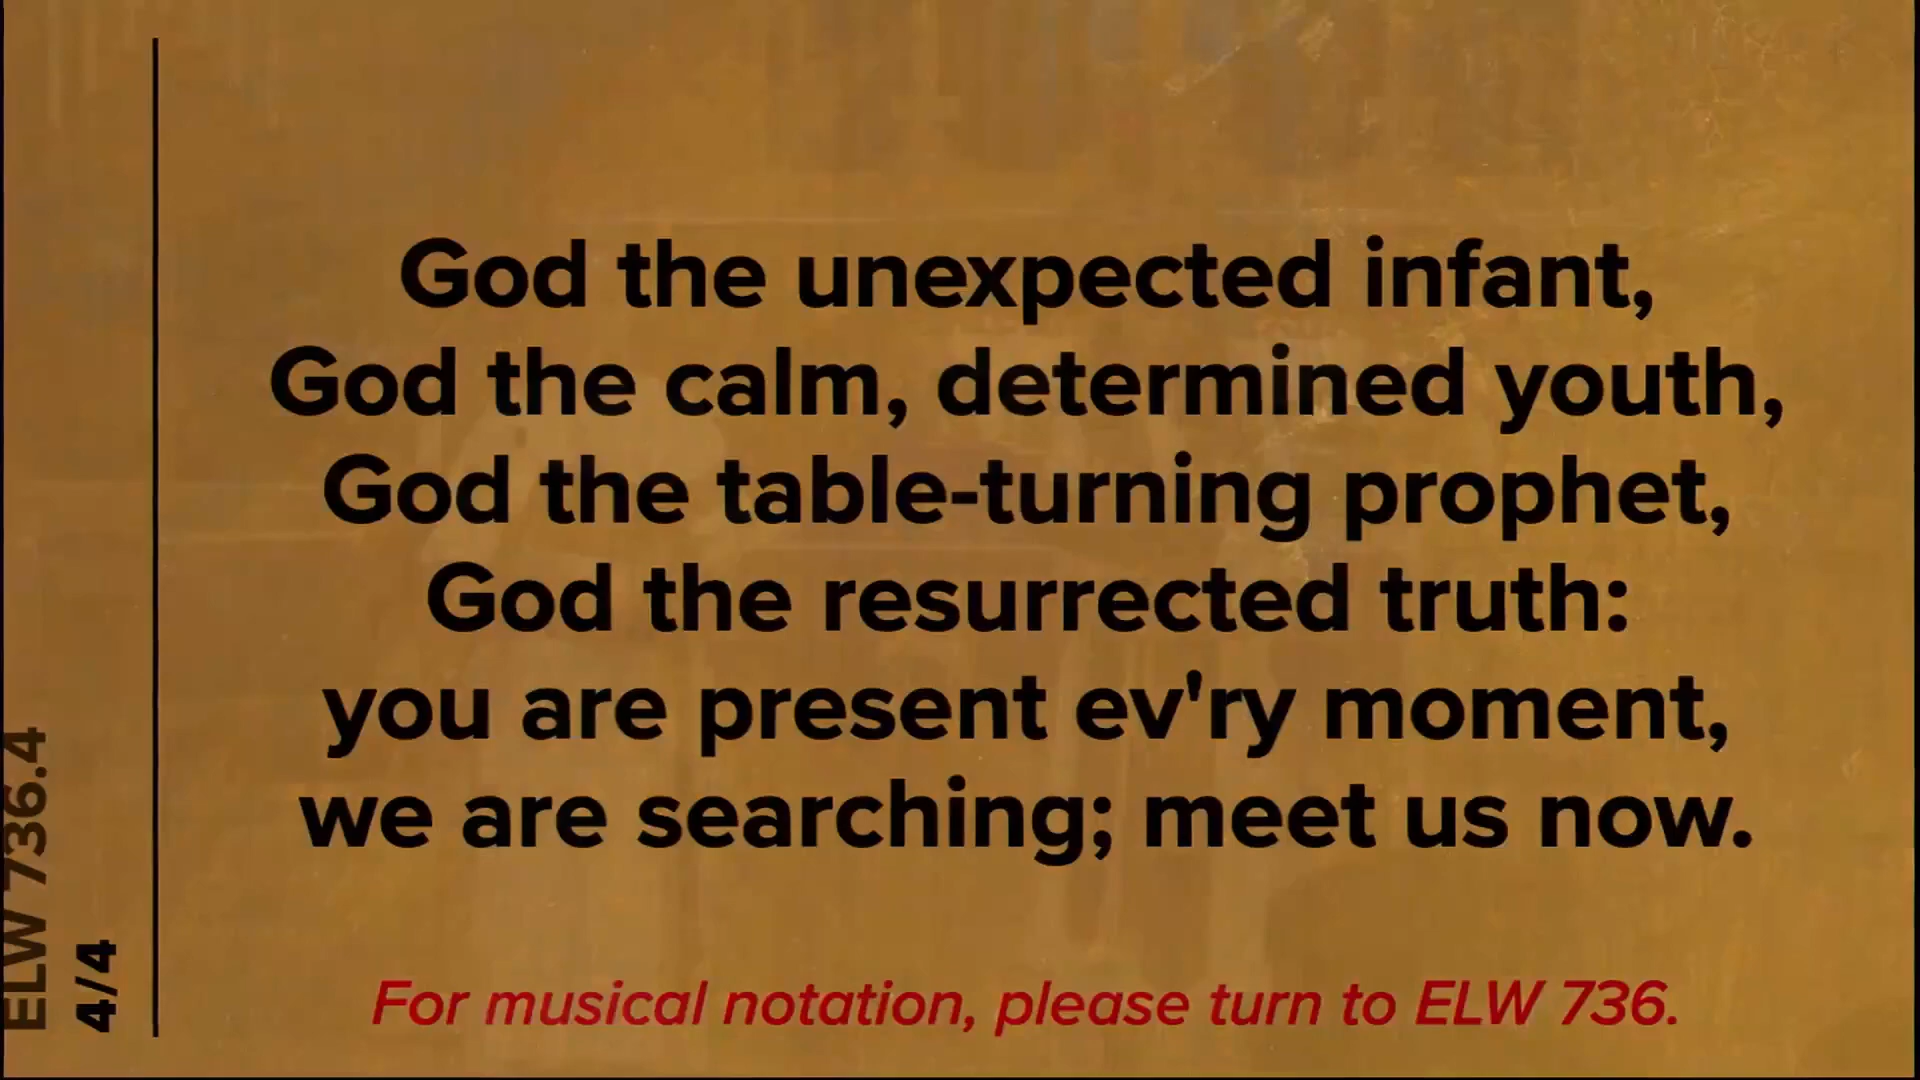 God the unexpected infant,
God the calm, determined youth,
God the table-turning prophet,
God the resurrected truth:
you are present ev'ry moment,
we are searching; meet us now.
For musical notation, please turn to ELW 736.
ELW 736.4
4/4